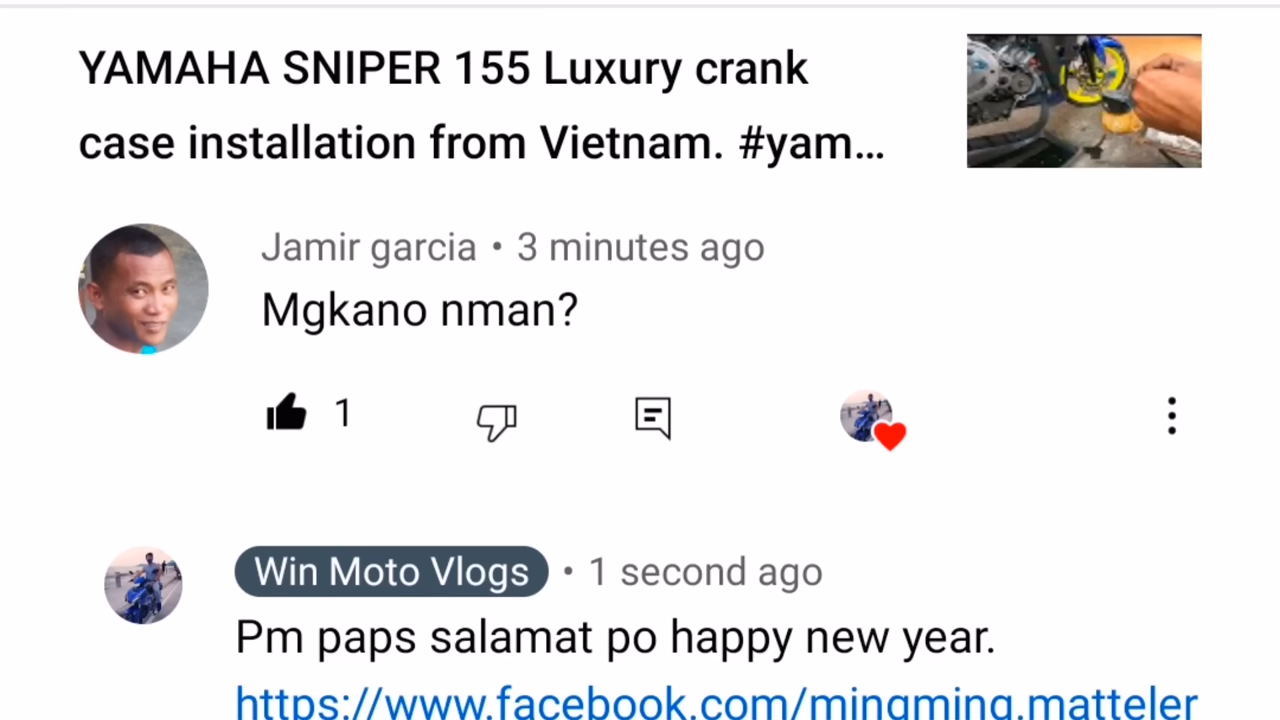 YAMAHA SNIPER 155 Luxury crank
case installation from Vietnam. #yam...
Jamir garcia • 3 minutes ago
Mgkano nman?
1
Win Moto Vlogs • 1 second ago
Pm paps salamat po happy new year.
https://www.facebook.com/mingming.matteler